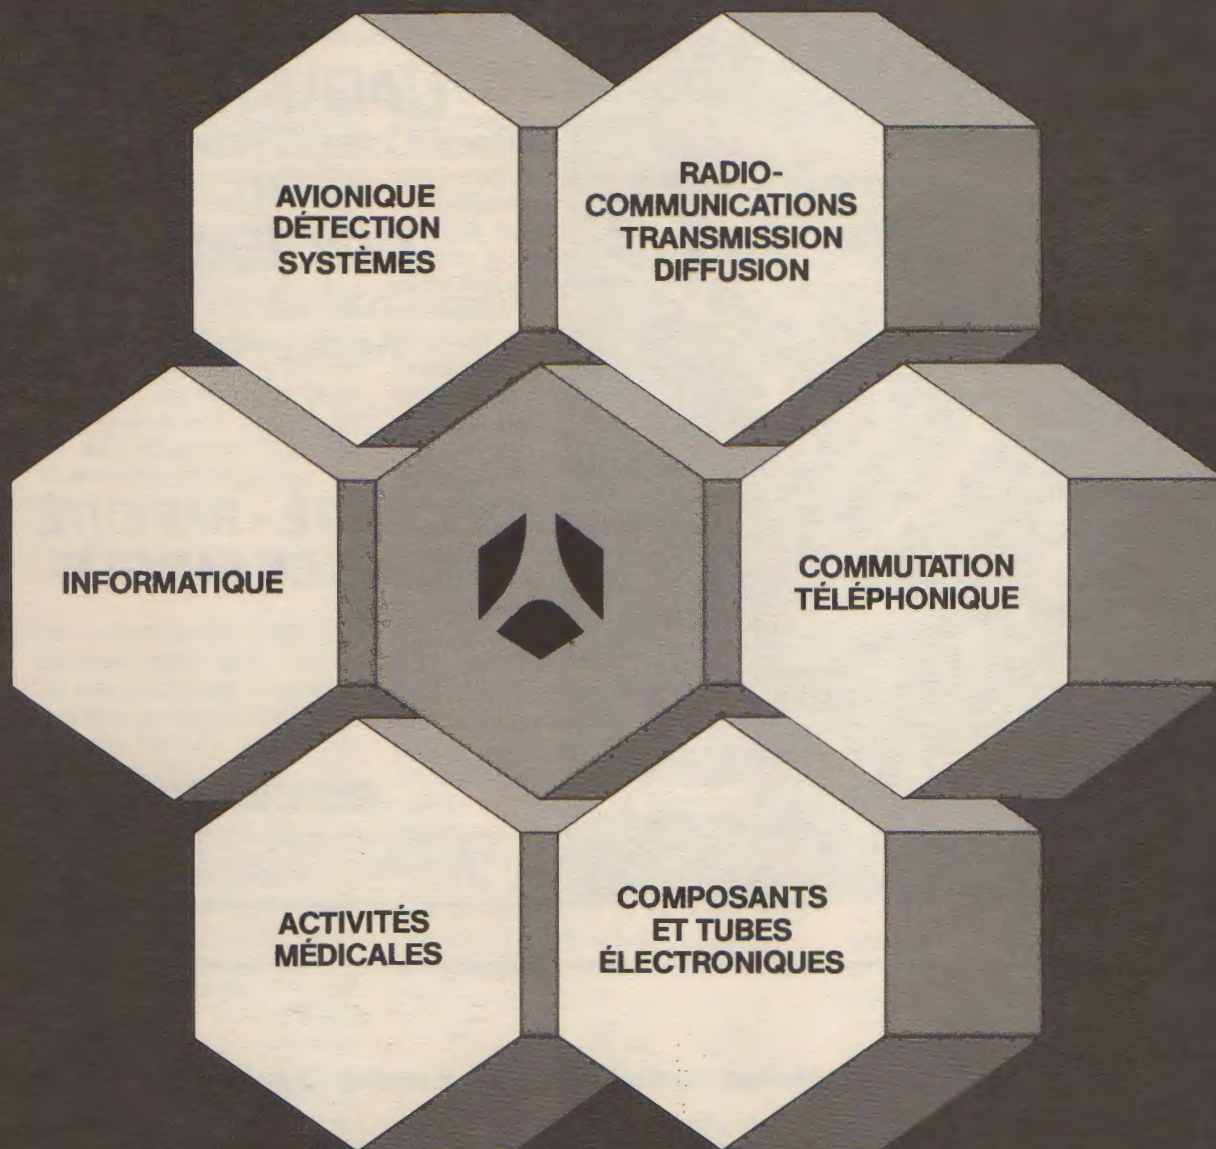 AVIONIQUE
DÉTECTION
SYSTÈMES
RADIO-
COMMUNICATIONS
TRANSMISSION
DIFFUSION
INFORMATIQUE
COMMUTATION
TÉLÉPHONIQUE
ACTIVITÉS
MÉDICALES
COMPOSANTS
ET TUBES
ÉLECTRONIQUES